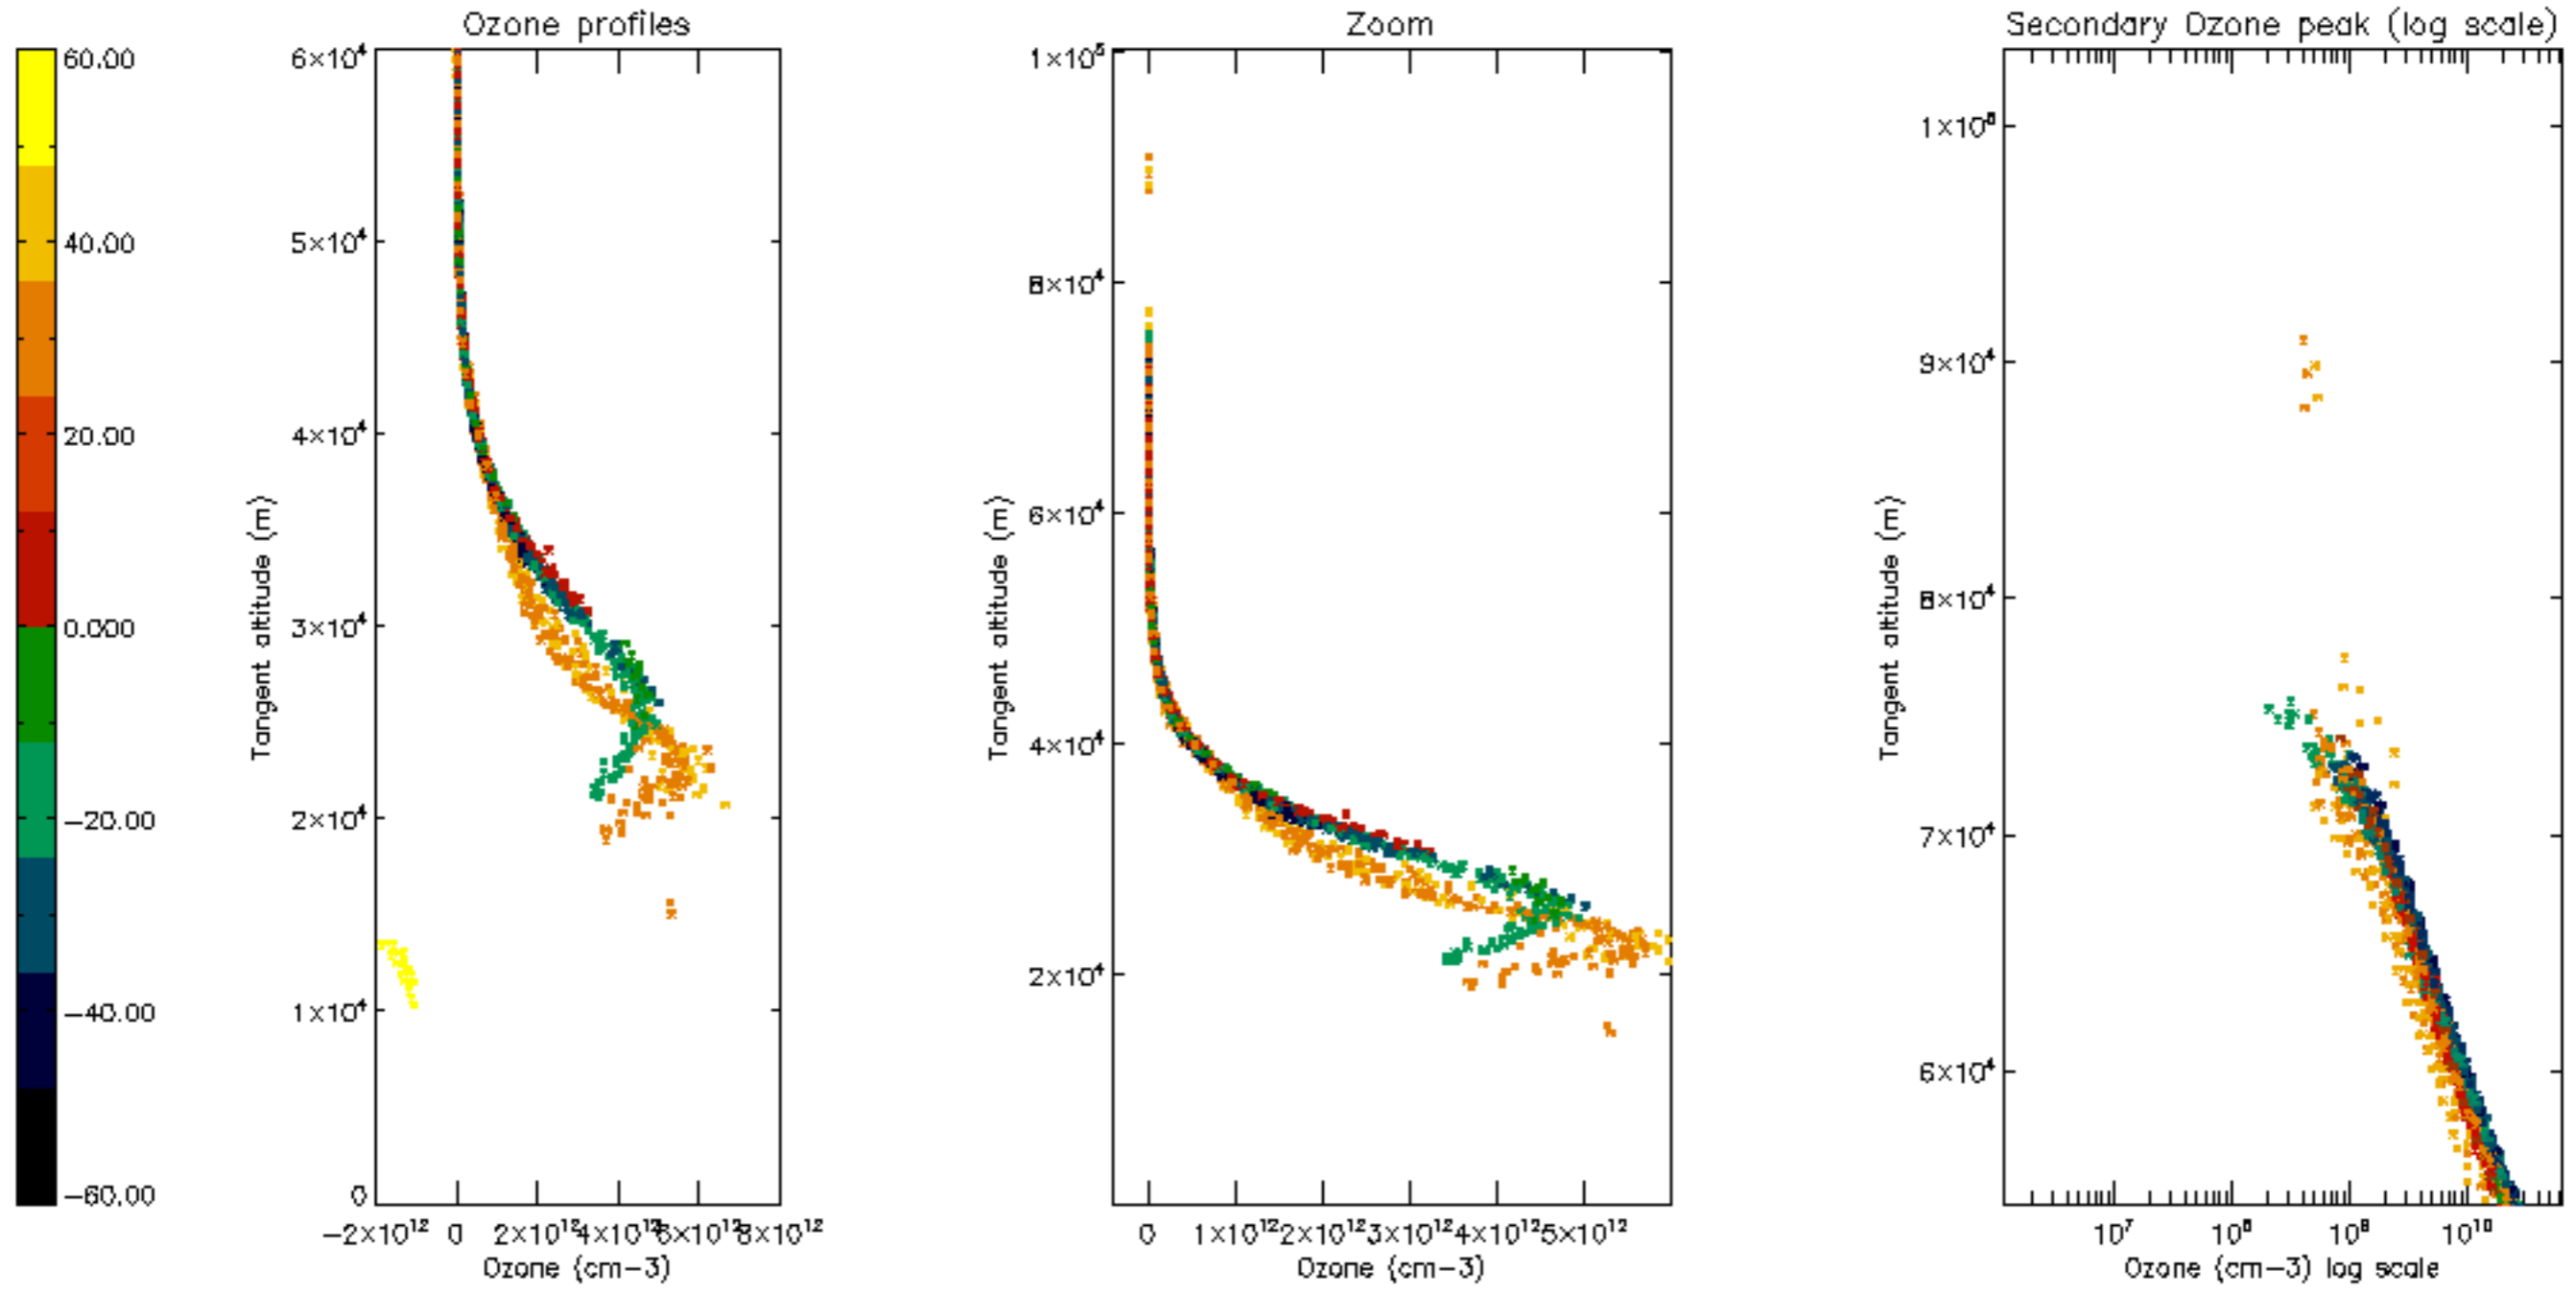 Ozone profiles
Zoom
Secondary Ozone peak (log scale)
60.00
40.00
20.00
0.000
−20.00
−40.00
−60.00
6×10⁴
5×10⁴
4×10⁴
3×10⁴
2×10⁴
1×10⁴
0
Tangent altitude (m)
−2×10¹² 0 2×10¹² 4×10¹² 6×10¹² 8×10¹²
Ozone (cm−3)
1×10⁵
8×10⁴
6×10⁴
4×10⁴
2×10⁴
Tangent altitude (m)
0 1×10¹² 2×10¹² 3×10¹² 4×10¹² 5×10¹²
Ozone (cm−3)
1×10⁵
9×10⁴
8×10⁴
7×10⁴
6×10⁴
Tangent altitude (m)
10⁷ 10⁸ 10⁹ 10¹⁰
Ozone (cm−3) log scale